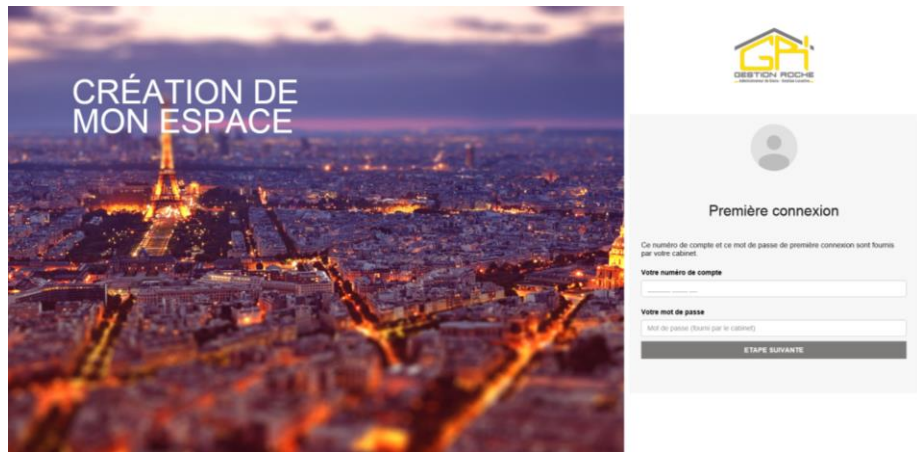 CRÉATION DE
MON ESPACE
GRI
GESTION ROCHE
Première connexion
Ce numéro de compte et ce mot de passe de première connexion sont fournis
par votre cabinet.
Votre numéro de compte
Votre mot de passe
Mot de passe (fourni par le cabinet)
ETAPE SUIVANTE